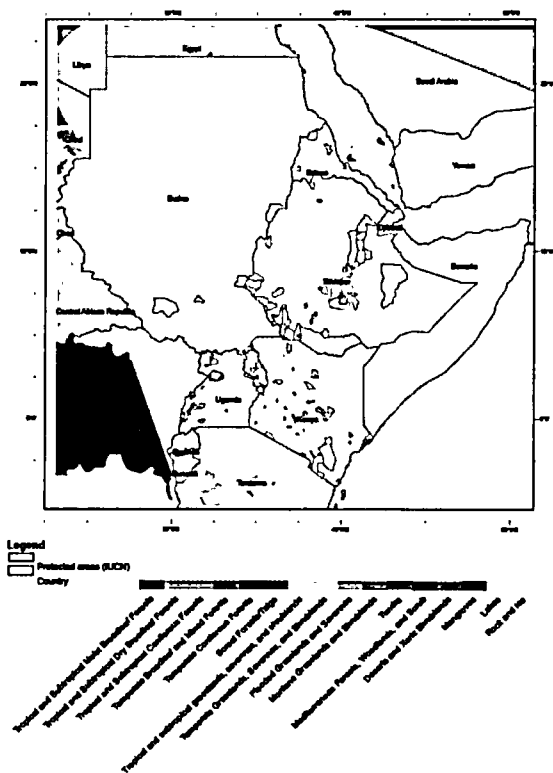 Egypt
Libya
Saudi Arabia
Chad
Eritrea
Yemen
Sudan
Chad
Djibouti
Somalia
Ethiopia
Central African Republic
Uganda
Kenya
Rwanda
Burundi
Tanzania
Legend
Protected areas (IUCN)
Country
Tropical and Subtropical Moist Broadleaf Forests
Tropical and Subtropical Dry Broadleaf Forests
Tropical and Subtropical Coniferous Forests
Temperate Broadleaf and Mixed Forests
Temperate Coniferous Forests
Boreal Forests/Taiga
Tropical and subtropical grasslands, savannas, and shrublands
Temperate Grasslands, Savannas, and Shrublands
Flooded Grasslands and Savannas
Montane Grasslands and Shrublands
Tundra
Mediterranean Forests, Woodlands, and Scrub
Deserts and Xeric Shrublands
Mangroves
Lakes
Rock and Ice